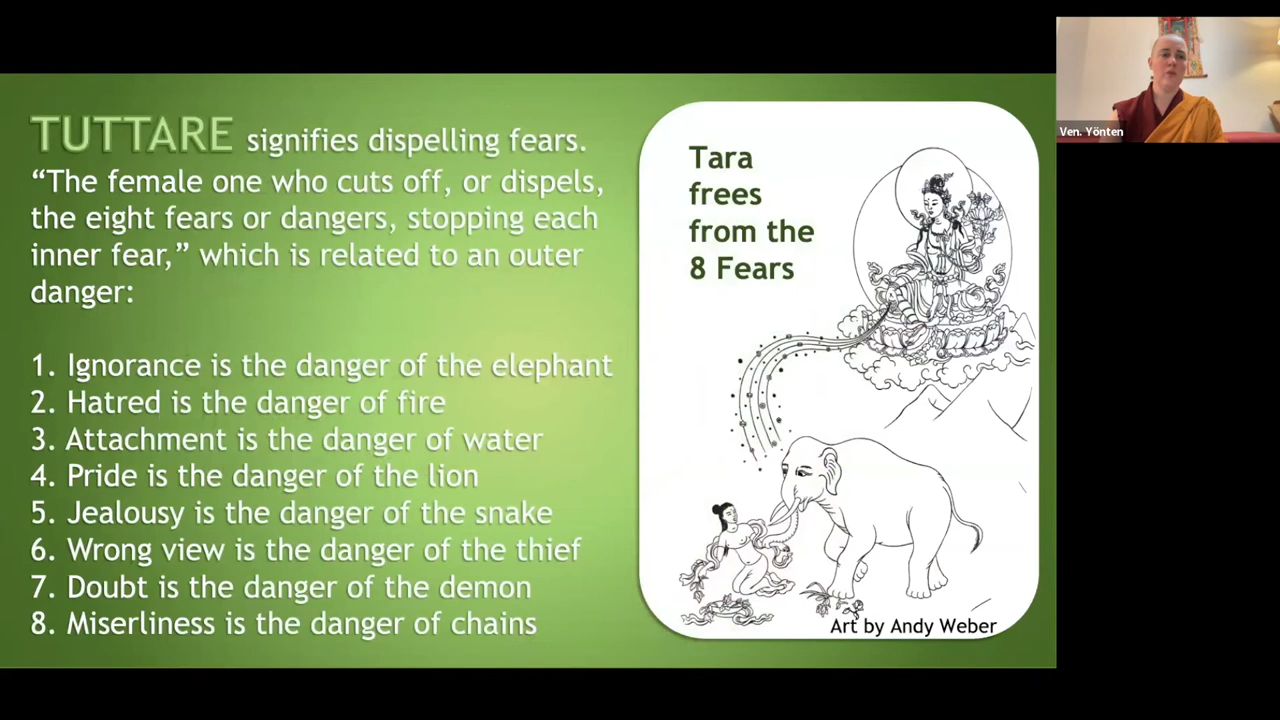 TUTTARE signifies dispelling fears.
“The female one who cuts off, or dispels,
the eight fears or dangers, stopping each
inner fear,” which is related to an outer
danger:
1. Ignorance is the danger of the elephant
2. Hatred is the danger of fire
3. Attachment is the danger of water
4. Pride is the danger of the lion
5. Jealousy is the danger of the snake
6. Wrong view is the danger of the thief
7. Doubt is the danger of the demon
8. Miserliness is the danger of chains
Tara
frees
from the
8 Fears
Art by Andy Weber
Ven. Yönten